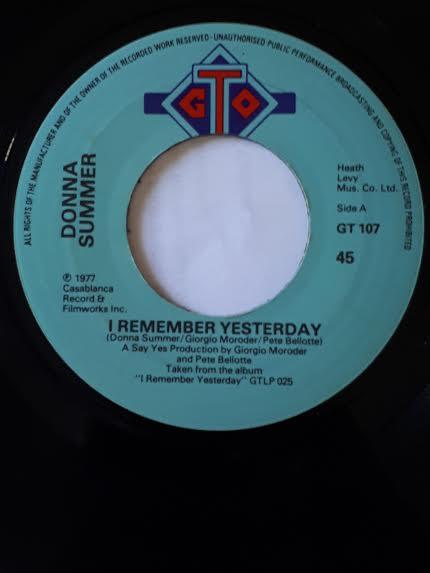 ALL RIGHTS OF THE MANUFACTURER AND OF THE OWNER OF THE RECORDED WORK RESERVED - UNAUTHORISED PUBLIC PERFORMANCE BROADCASTING AND COPYING OF THIS RECORD PROHIBITED
GTO
DONNA
SUMMER
Heath
Levy
Mus. Co. Ltd.
Side A
GT 107
45
℗ 1977
Casablanca
Record &
Filmworks Inc.
I REMEMBER YESTERDAY
(Donna Summer/Giorgio Moroder/Pete Bellotte)
A Say Yes Production by Giorgio Moroder
and Pete Bellotte
Taken from the album
"I Remember Yesterday" GTLP 025